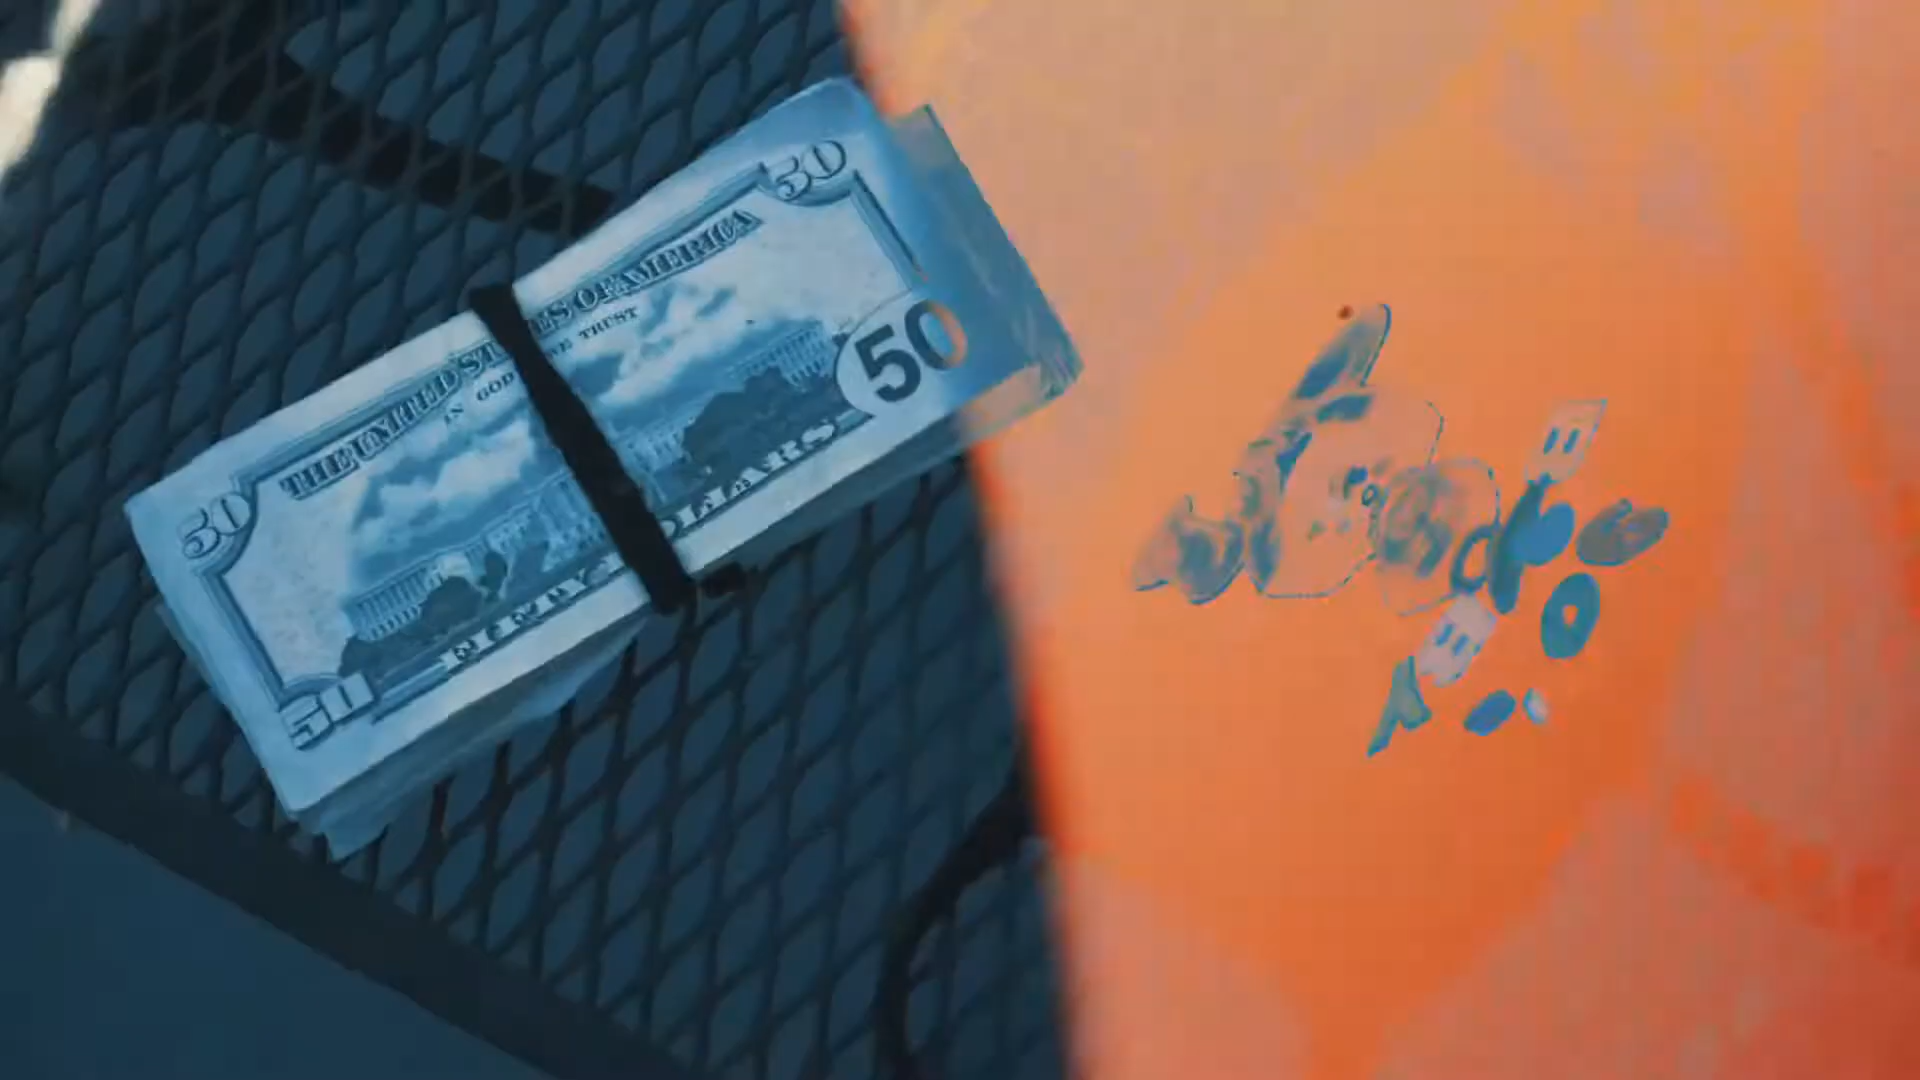 50
THE UNITED STATES OF AMERICA
IN GOD WE TRUST
50
50
FIFTY DOLLARS
50